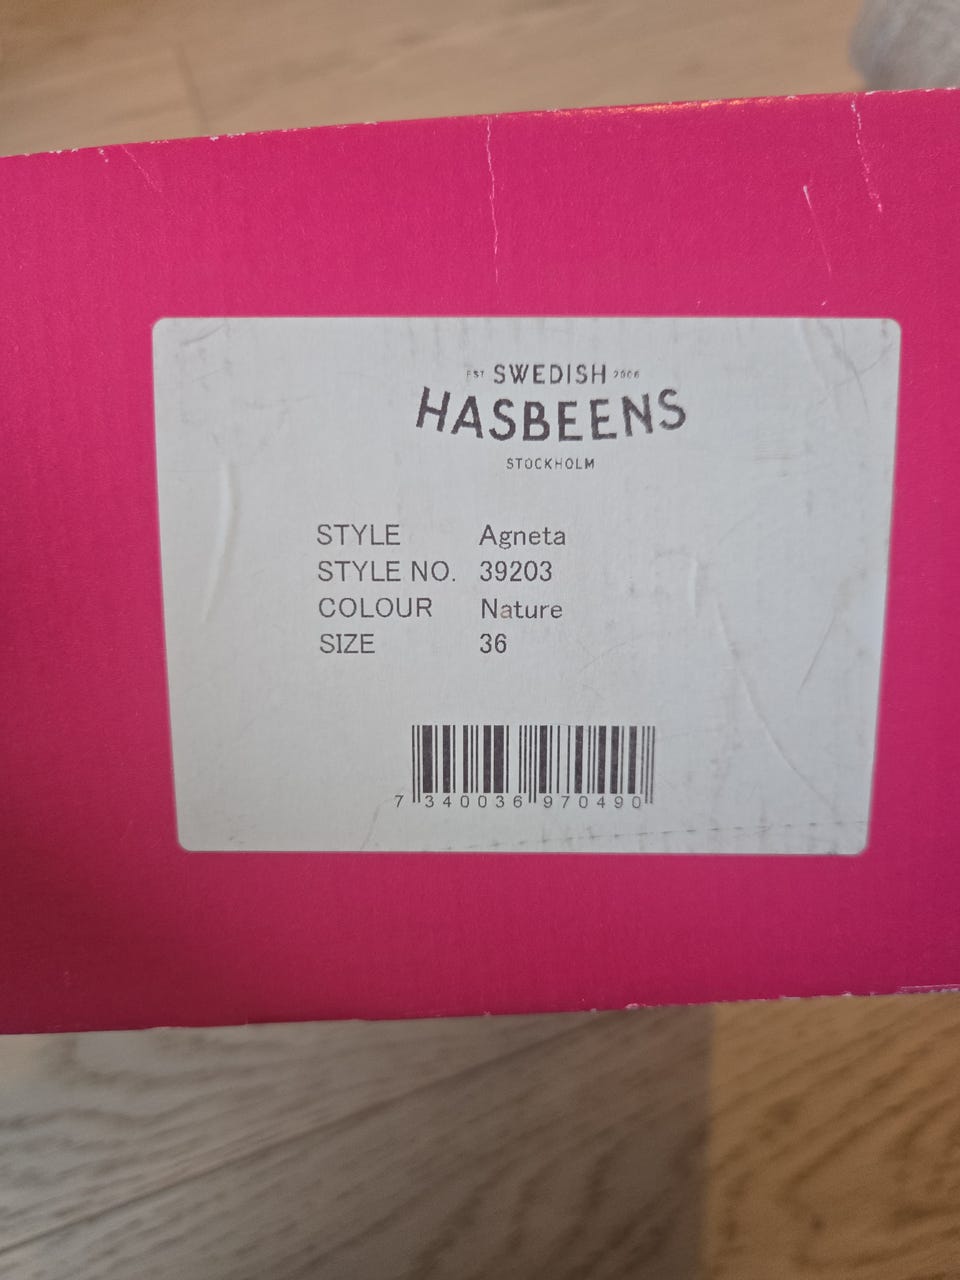 EST SWEDISH 2006
HASBEENS
STOCKHOLM
STYLE Agneta
STYLE NO. 39203
COLOUR Nature
SIZE 36
7 340036 970490